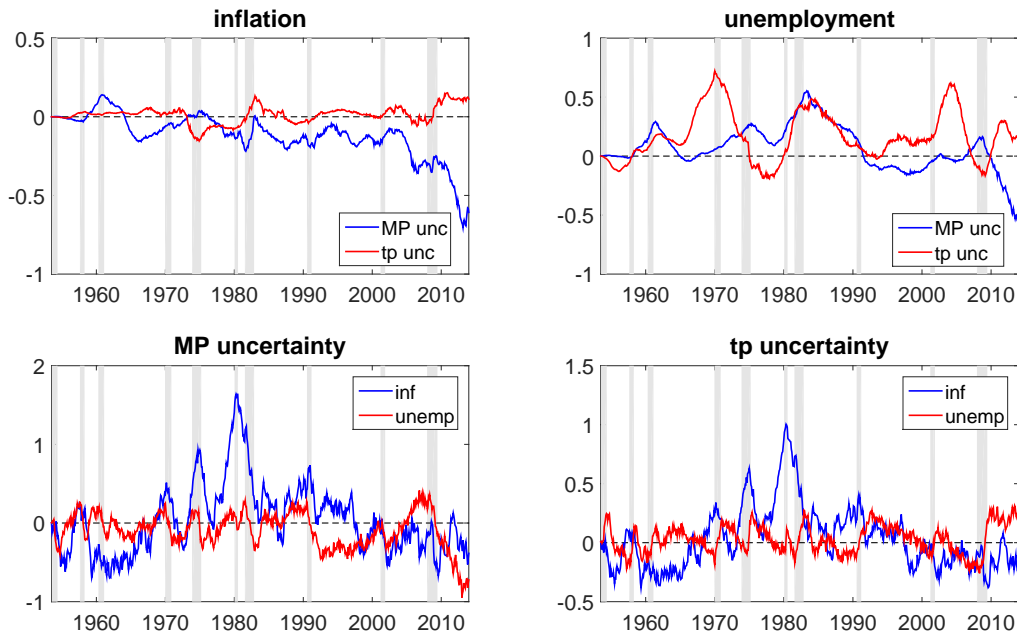 inflation
0.5
0
-0.5
-1
1960 1970 1980 1990 2000 2010
MP unc
tp unc
unemployment
1
0.5
0
-0.5
-1
1960 1970 1980 1990 2000 2010
MP unc
tp unc
MP uncertainty
2
1
0
-1
1960 1970 1980 1990 2000 2010
inf
unemp
tp uncertainty
1.5
1
0.5
0
-0.5
1960 1970 1980 1990 2000 2010
inf
unemp